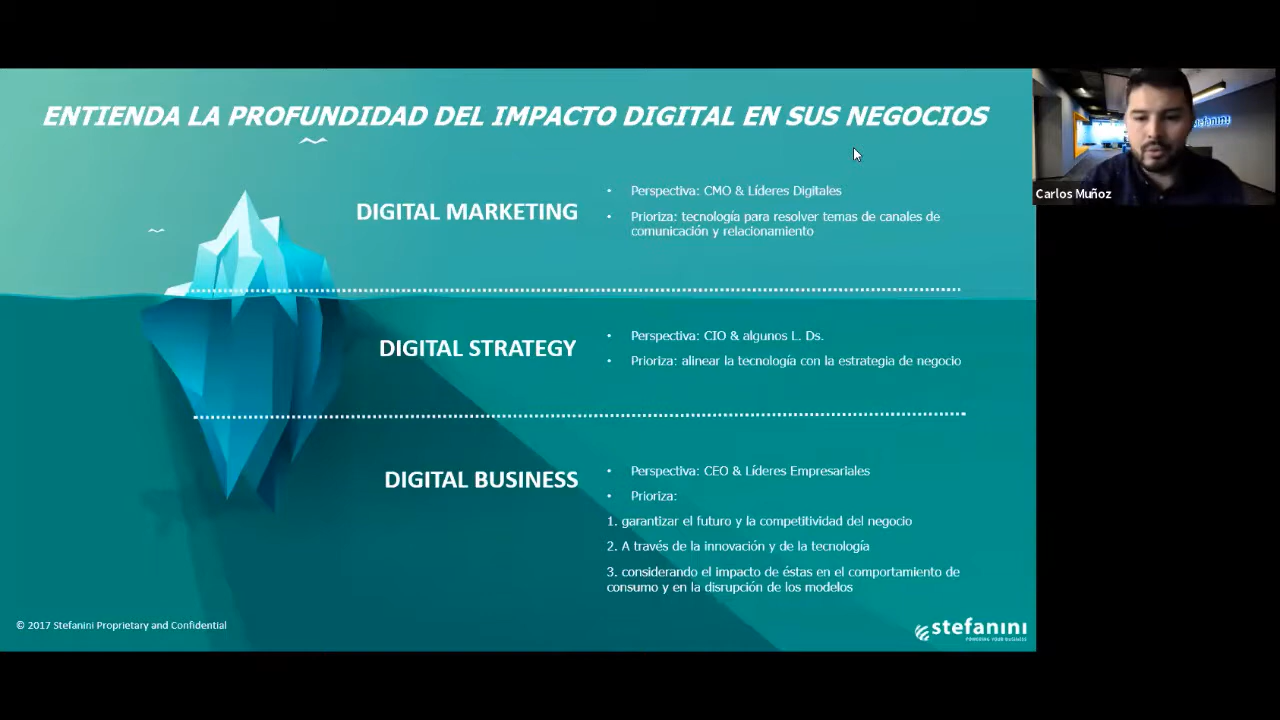 ENTIENDA LA PROFUNDIDAD DEL IMPACTO DIGITAL EN SUS NEGOCIOS
DIGITAL MARKETING
• Perspectiva: CMO & Líderes Digitales
• Prioriza: tecnología para resolver temas de canales de
comunicación y relacionamiento
DIGITAL STRATEGY
• Perspectiva: CIO & algunos L. Ds.
• Prioriza: alinear la tecnología con la estrategia de negocio
DIGITAL BUSINESS
• Perspectiva: CEO & Líderes Empresariales
• Prioriza:
1. garantizar el futuro y la competitividad del negocio
2. A través de la innovación y de la tecnología
3. considerando el impacto de éstas en el comportamiento de
consumo y en la disrupción de los modelos
© 2017 Stefanini Proprietary and Confidential
stefanini
POWERING YOUR BUSINESS
stefanini
Carlos Muñoz